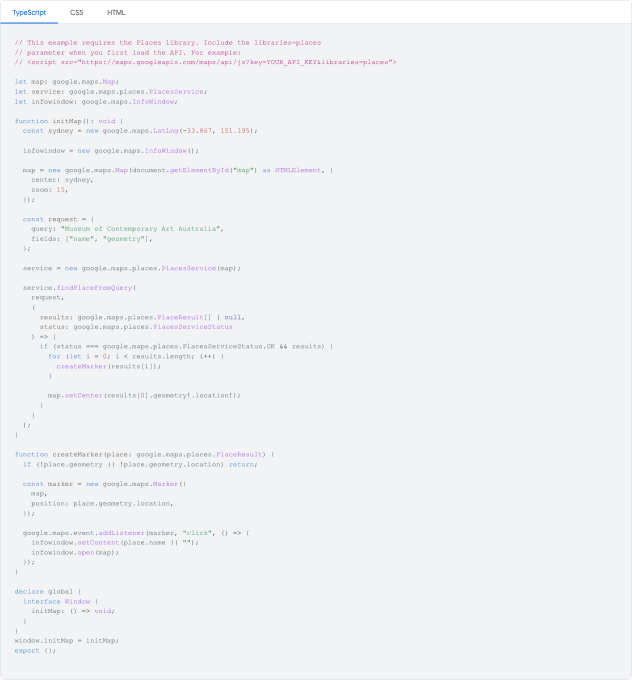 TypeScript CSS HTML
// This example requires the Places library. Include the libraries=places
// parameter when you first load the API. For example:
// <script src="https://maps.googleapis.com/maps/api/js?key=YOUR_API_KEY&libraries=places">
let map: google.maps.Map;
let service: google.maps.places.PlacesService;
let infowindow: google.maps.InfoWindow;
function initMap(): void {
const sydney = new google.maps.LatLng(-33.867, 151.195);
infowindow = new google.maps.InfoWindow();
map = new google.maps.Map(document.getElementById("map") as HTMLElement, {
center: sydney,
zoom: 15,
});
const request = {
query: "Museum of Contemporary Art Australia",
fields: ["name", "geometry"],
};
service = new google.maps.places.PlacesService(map);
service.findPlaceFromQuery(
request,
(
results: google.maps.places.PlaceResult[] | null,
status: google.maps.places.PlacesServiceStatus
) => {
if (status === google.maps.places.PlacesServiceStatus.OK && results) {
for (let i = 0; i < results.length; i++) {
createMarker(results[i]);
}
map.setCenter(results[0].geometry!.location!);
}
}
);
}
function createMarker(place: google.maps.places.PlaceResult) {
if (!place.geometry || !place.geometry.location) return;
const marker = new google.maps.Marker({
map,
position: place.geometry.location,
});
google.maps.event.addListener(marker, "click", () => {
infowindow.setContent(place.name || "");
infowindow.open(map);
});
}
declare global {
interface Window {
initMap: () => void;
}
}
window.initMap = initMap;
export {};